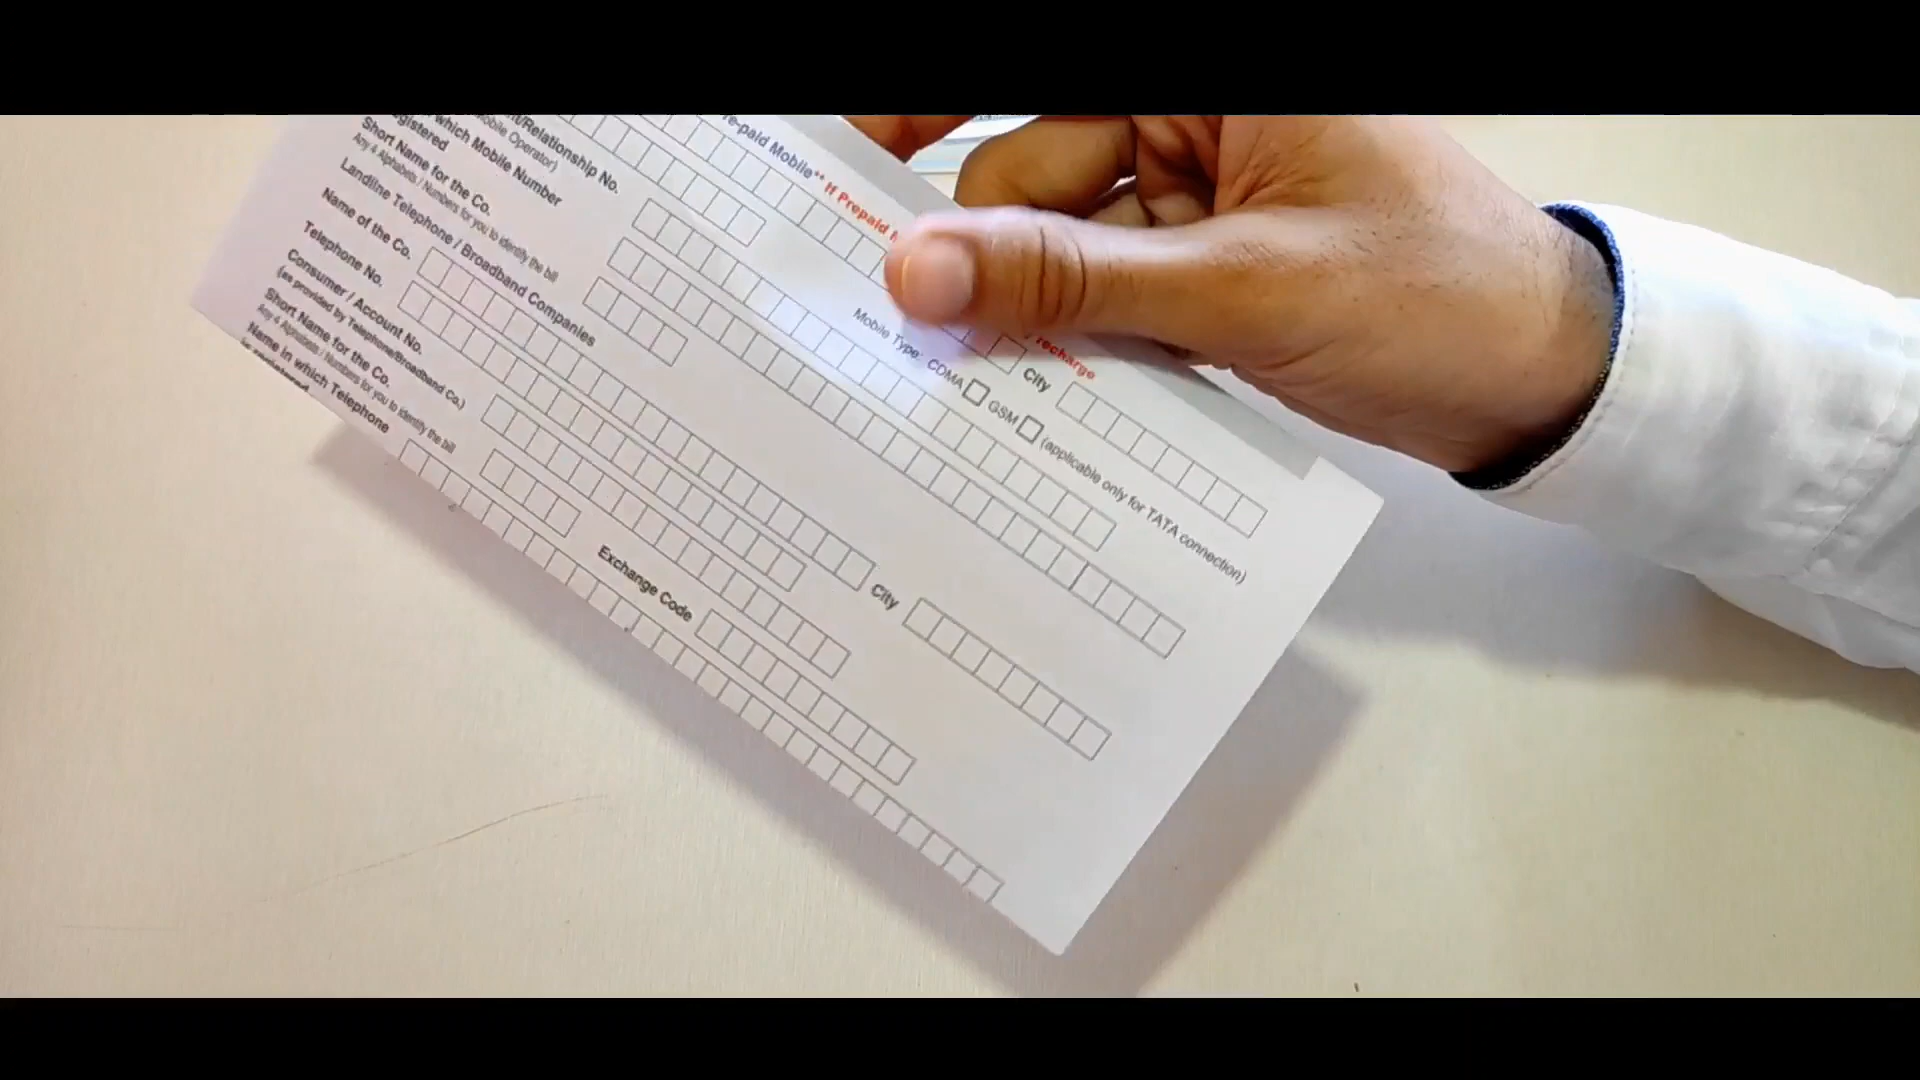 re-paid Mobile** If Prepaid
recharge
nt/Relationship No.
Mobile Operator)
which Mobile Number
egistered
City
Short Name for the Co.
Any 4 Alphabets / Numbers for you to identify the bill
Mobile Type: CDMA GSM (applicable only for TATA connection)
Landline Telephone / Broadband Companies
Name of the Co.
City
Telephone No.
Consumer / Account No.
(as provided by Telephone/Broadband Co.)
Short Name for the Co.
Any 4 Alphabets / Numbers for you to identify the bill
Exchange Code
Name in which Telephone
is registered